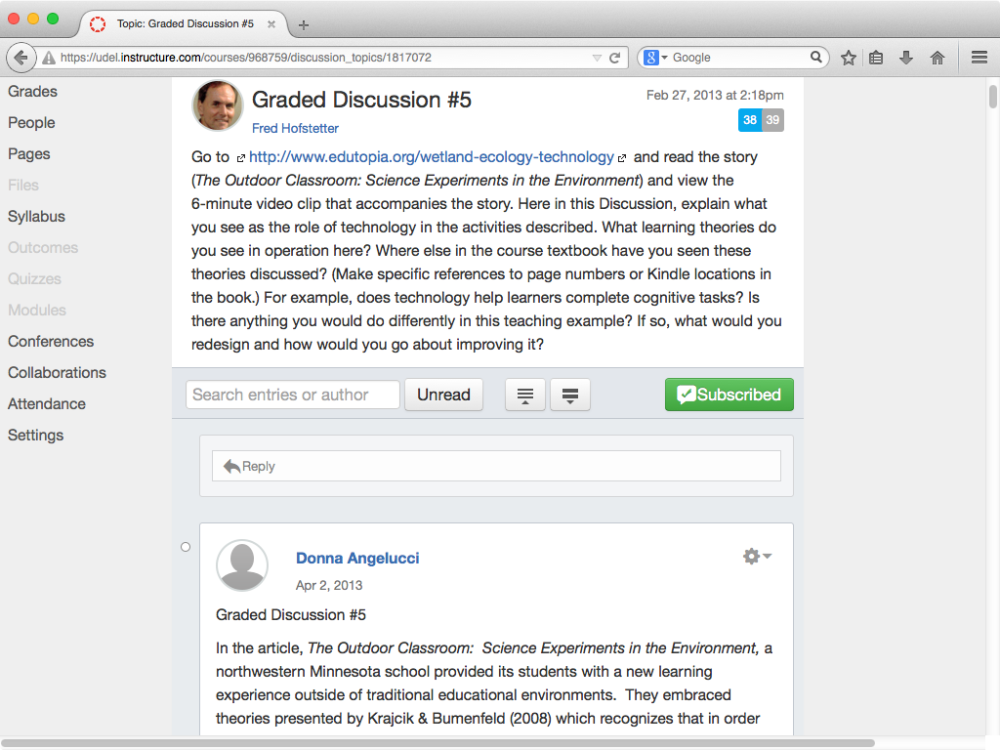 Topic: Graded Discussion #5
https://udel.instructure.com/courses/968759/discussion_topics/1817072
Google
Grades
People
Pages
Files
Syllabus
Outcomes
Quizzes
Modules
Conferences
Collaborations
Attendance
Settings
Graded Discussion #5
Feb 27, 2013 at 2:18pm
Fred Hofstetter
38 39
Go to http://www.edutopia.org/wetland-ecology-technology and read the story
(The Outdoor Classroom: Science Experiments in the Environment) and view the
6-minute video clip that accompanies the story. Here in this Discussion, explain what
you see as the role of technology in the activities described. What learning theories do
you see in operation here? Where else in the course textbook have you seen these
theories discussed? (Make specific references to page numbers or Kindle locations in
the book.) For example, does technology help learners complete cognitive tasks? Is
there anything you would do differently in this teaching example? If so, what would you
redesign and how would you go about improving it?
Search entries or author
Unread
Subscribed
Reply
Donna Angelucci
Apr 2, 2013
Graded Discussion #5
In the article, The Outdoor Classroom:  Science Experiments in the Environment, a
northwestern Minnesota school provided its students with a new learning
experience outside of traditional educational environments.  They embraced
theories presented by Krajcik & Bumenfeld (2008) which recognizes that in order